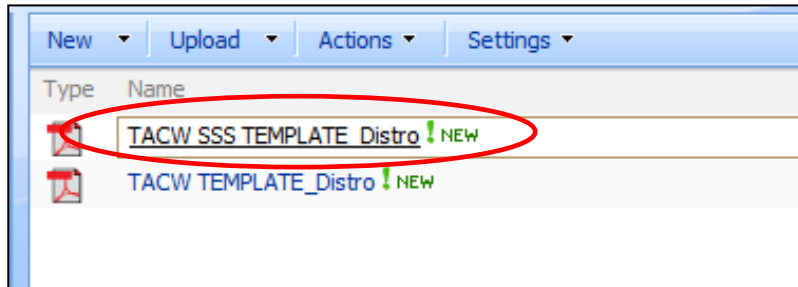 New Upload Actions Settings
Type Name
TACW SSS TEMPLATE_Distro ! NEW
TACW TEMPLATE_Distro ! NEW